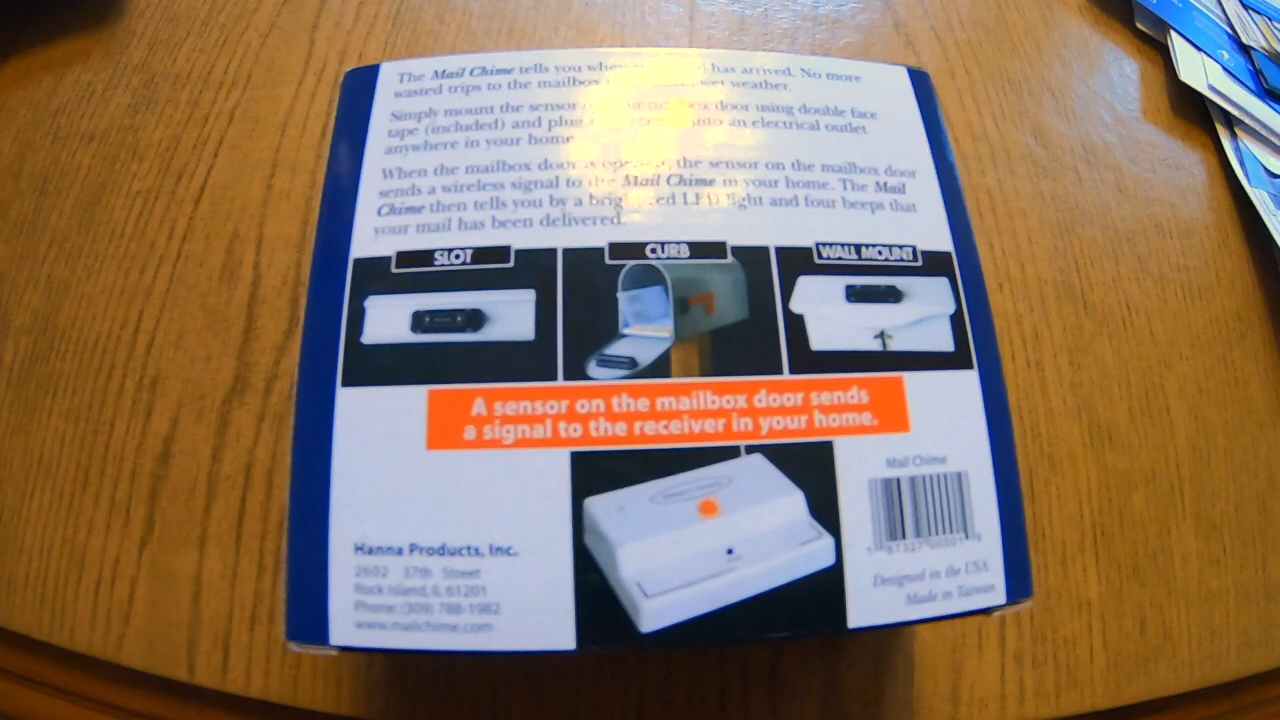 The Mail Chime tells you when has arrived. No more
wasted trips to the mailbox wet weather.
Simply mount the sensor door using double face
tape (included) and plug into an electrical outlet
anywhere in your home
When the mailbox door is opened, the sensor on the mailbox door
sends a wireless signal to the Mail Chime in your home. The Mail
Chime then tells you by a bright red LED light and four beeps that
your mail has been delivered.
SLOT
CURB
WALL MOUNT
A sensor on the mailbox door sends
a signal to the receiver in your home.
Mail Chime
Hanna Products, Inc.
2602 37th Street
Rock Island, IL 61201
Phone: (309) 788-1982
www.mailchime.com
Designed in the USA
Made in Taiwan